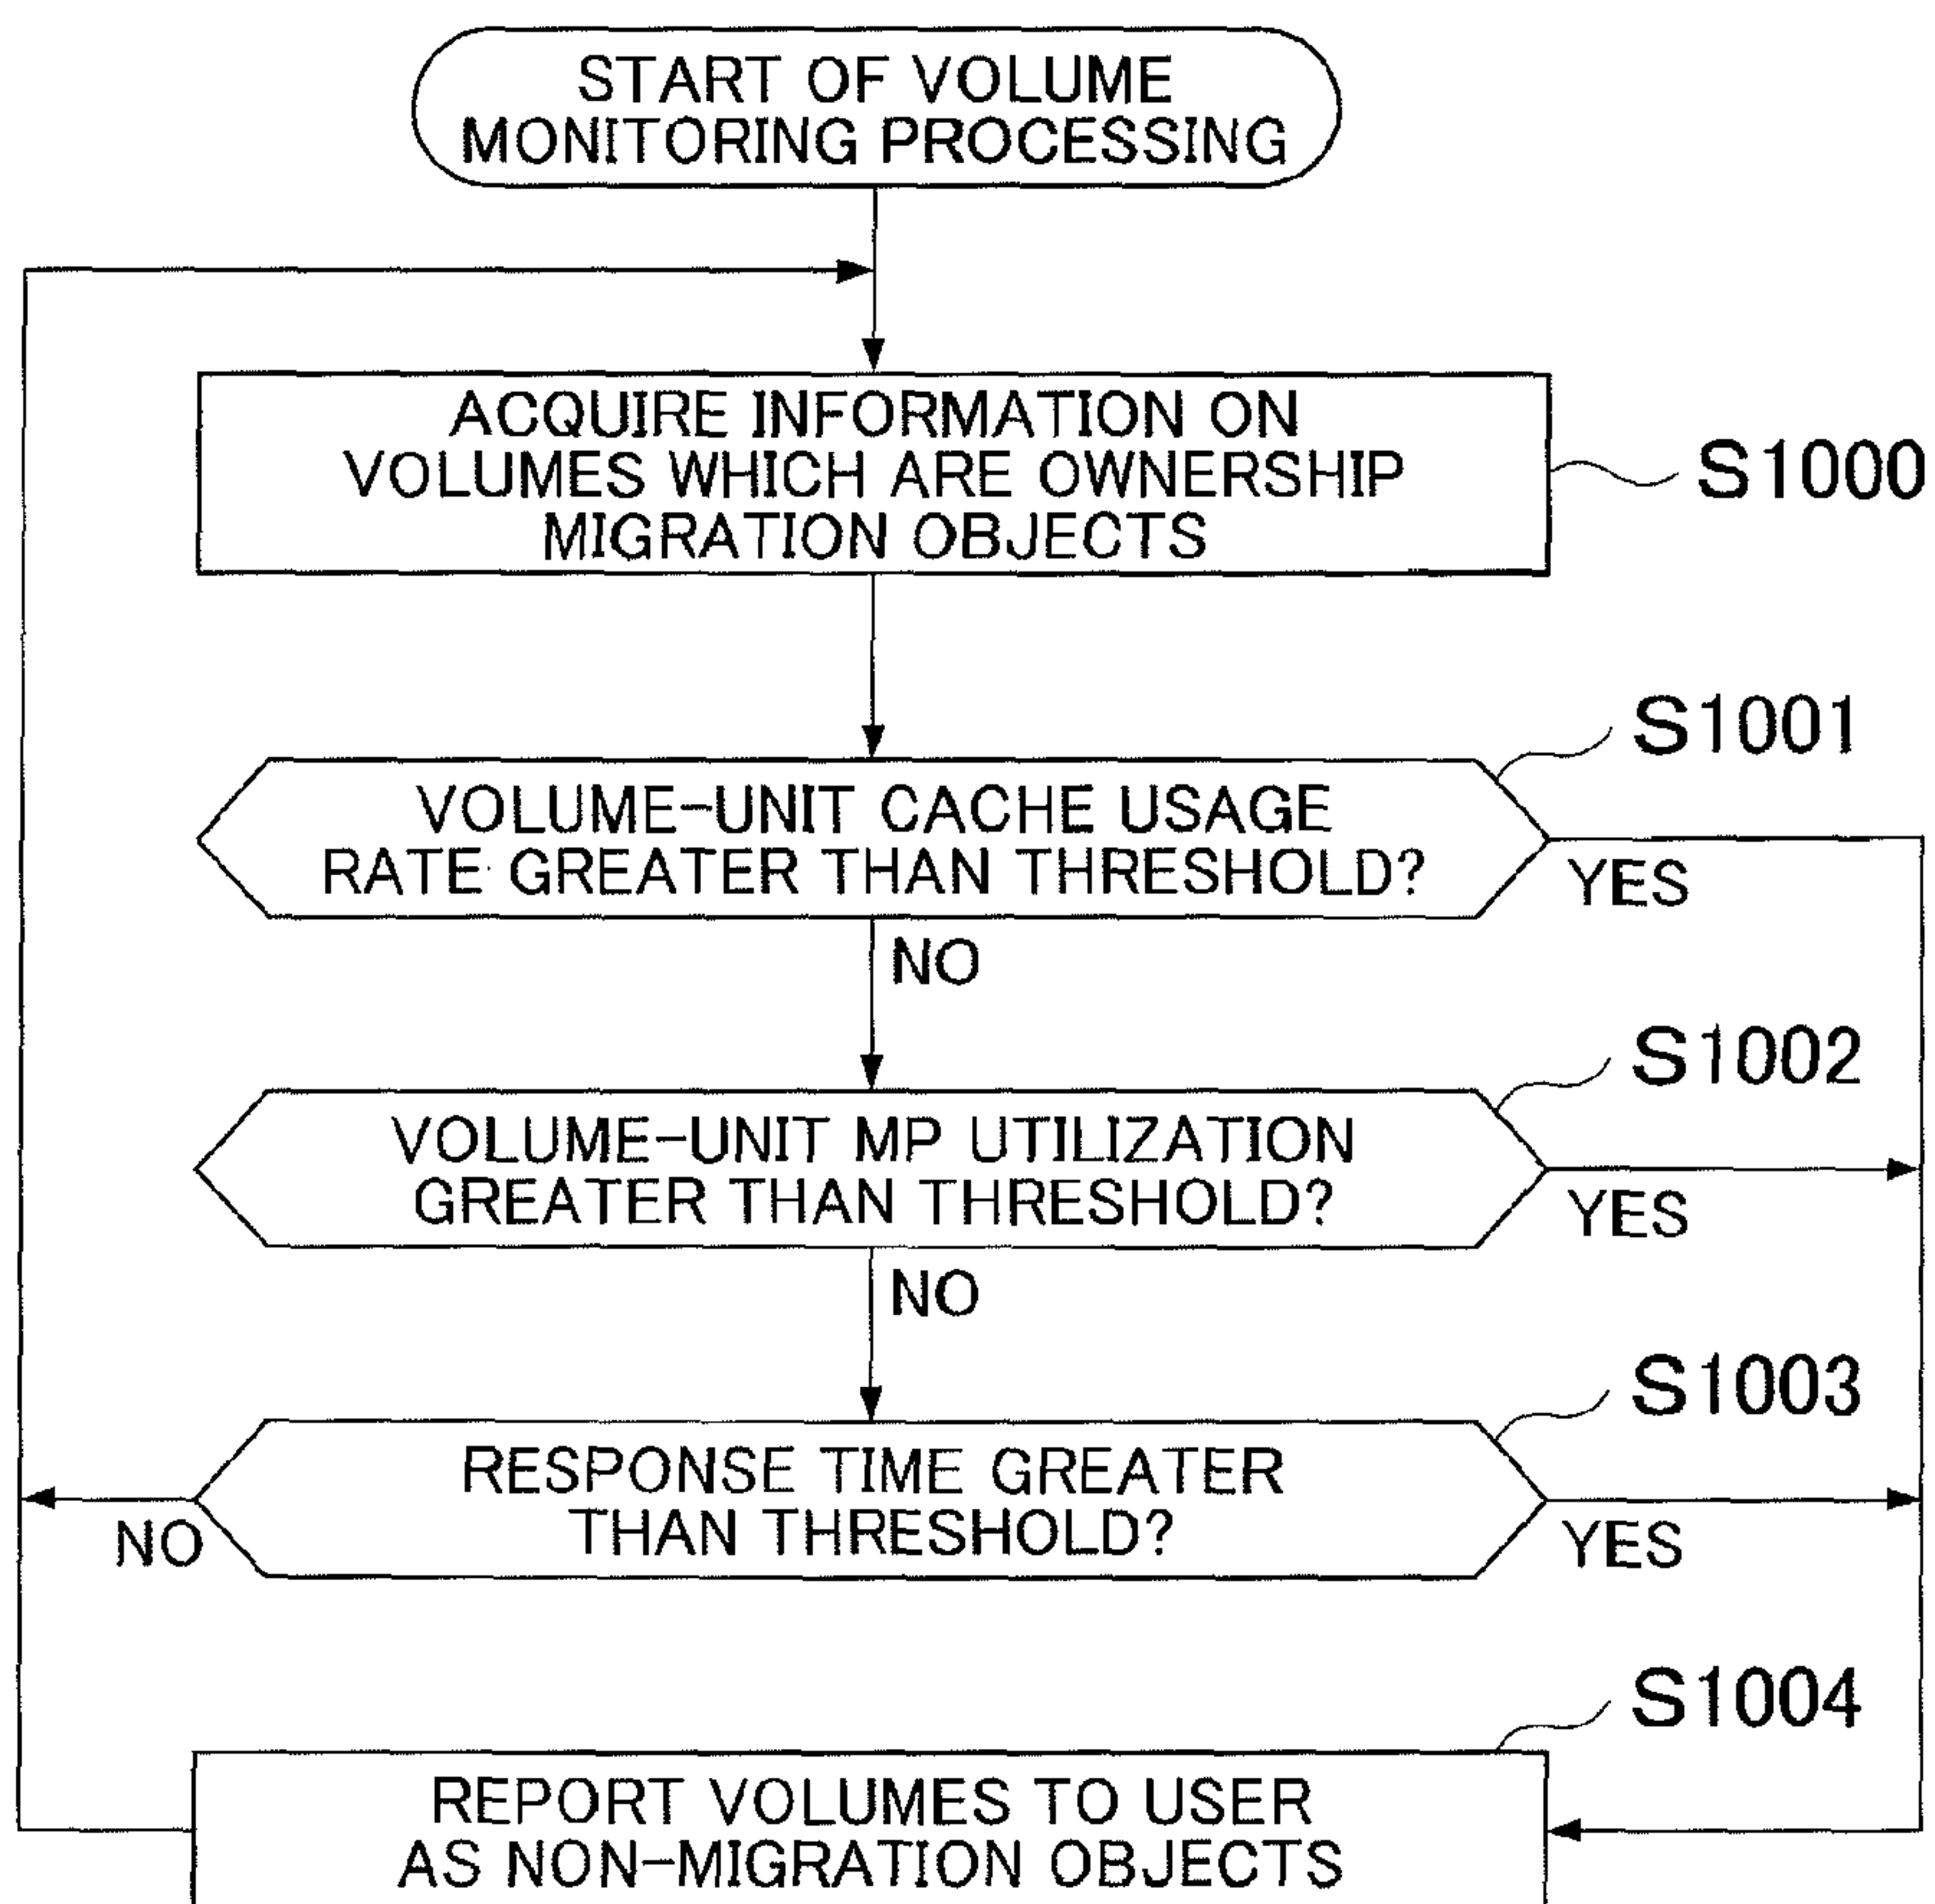 START OF VOLUME
MONITORING PROCESSING
ACQUIRE INFORMATION ON
VOLUMES WHICH ARE OWNERSHIP
MIGRATION OBJECTS
S1000
S1001
VOLUME-UNIT CACHE USAGE
RATE GREATER THAN THRESHOLD?
YES
NO
S1002
VOLUME-UNIT MP UTILIZATION
GREATER THAN THRESHOLD?
YES
NO
S1003
RESPONSE TIME GREATER
THAN THRESHOLD?
NO
YES
S1004
REPORT VOLUMES TO USER
AS NON-MIGRATION OBJECTS